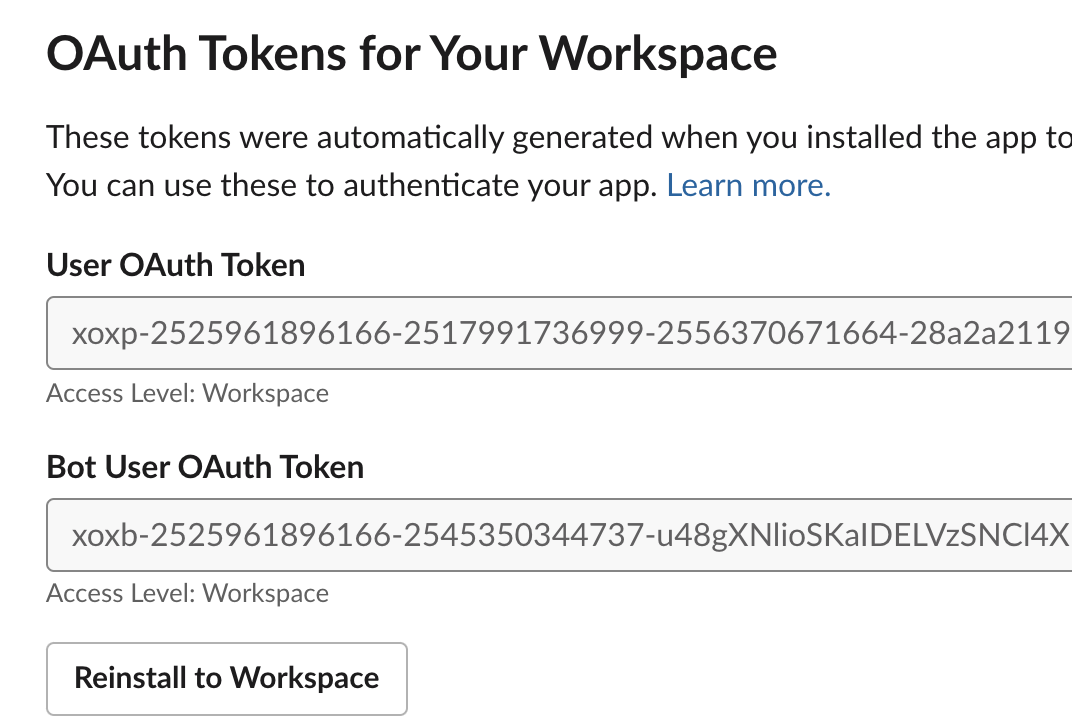 OAuth Tokens for Your Workspace
These tokens were automatically generated when you installed the app to
You can use these to authenticate your app. Learn more.
User OAuth Token
xoxp-2525961896166-2517991736999-2556370671664-28a2a2119
Access Level: Workspace
Bot User OAuth Token
xoxb-2525961896166-2545350344737-u48gXNlioSKaIDELVzSNCl4X
Access Level: Workspace
Reinstall to Workspace